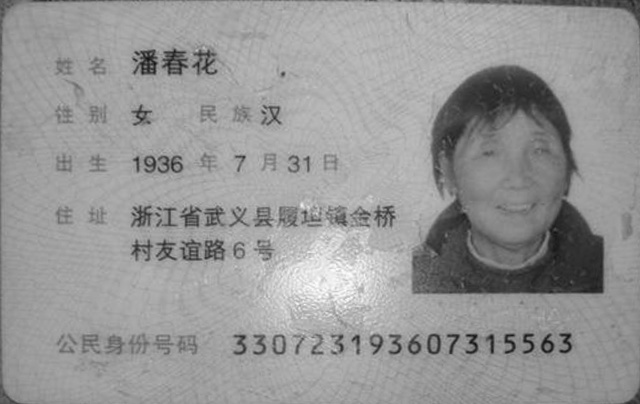 姓名 潘春花
性别 女 民族 汉
出生 1936 年 7 月 31 日
住址 浙江省武义县履坦镇金桥
村友谊路6号
公民身份号码 330723193607315563